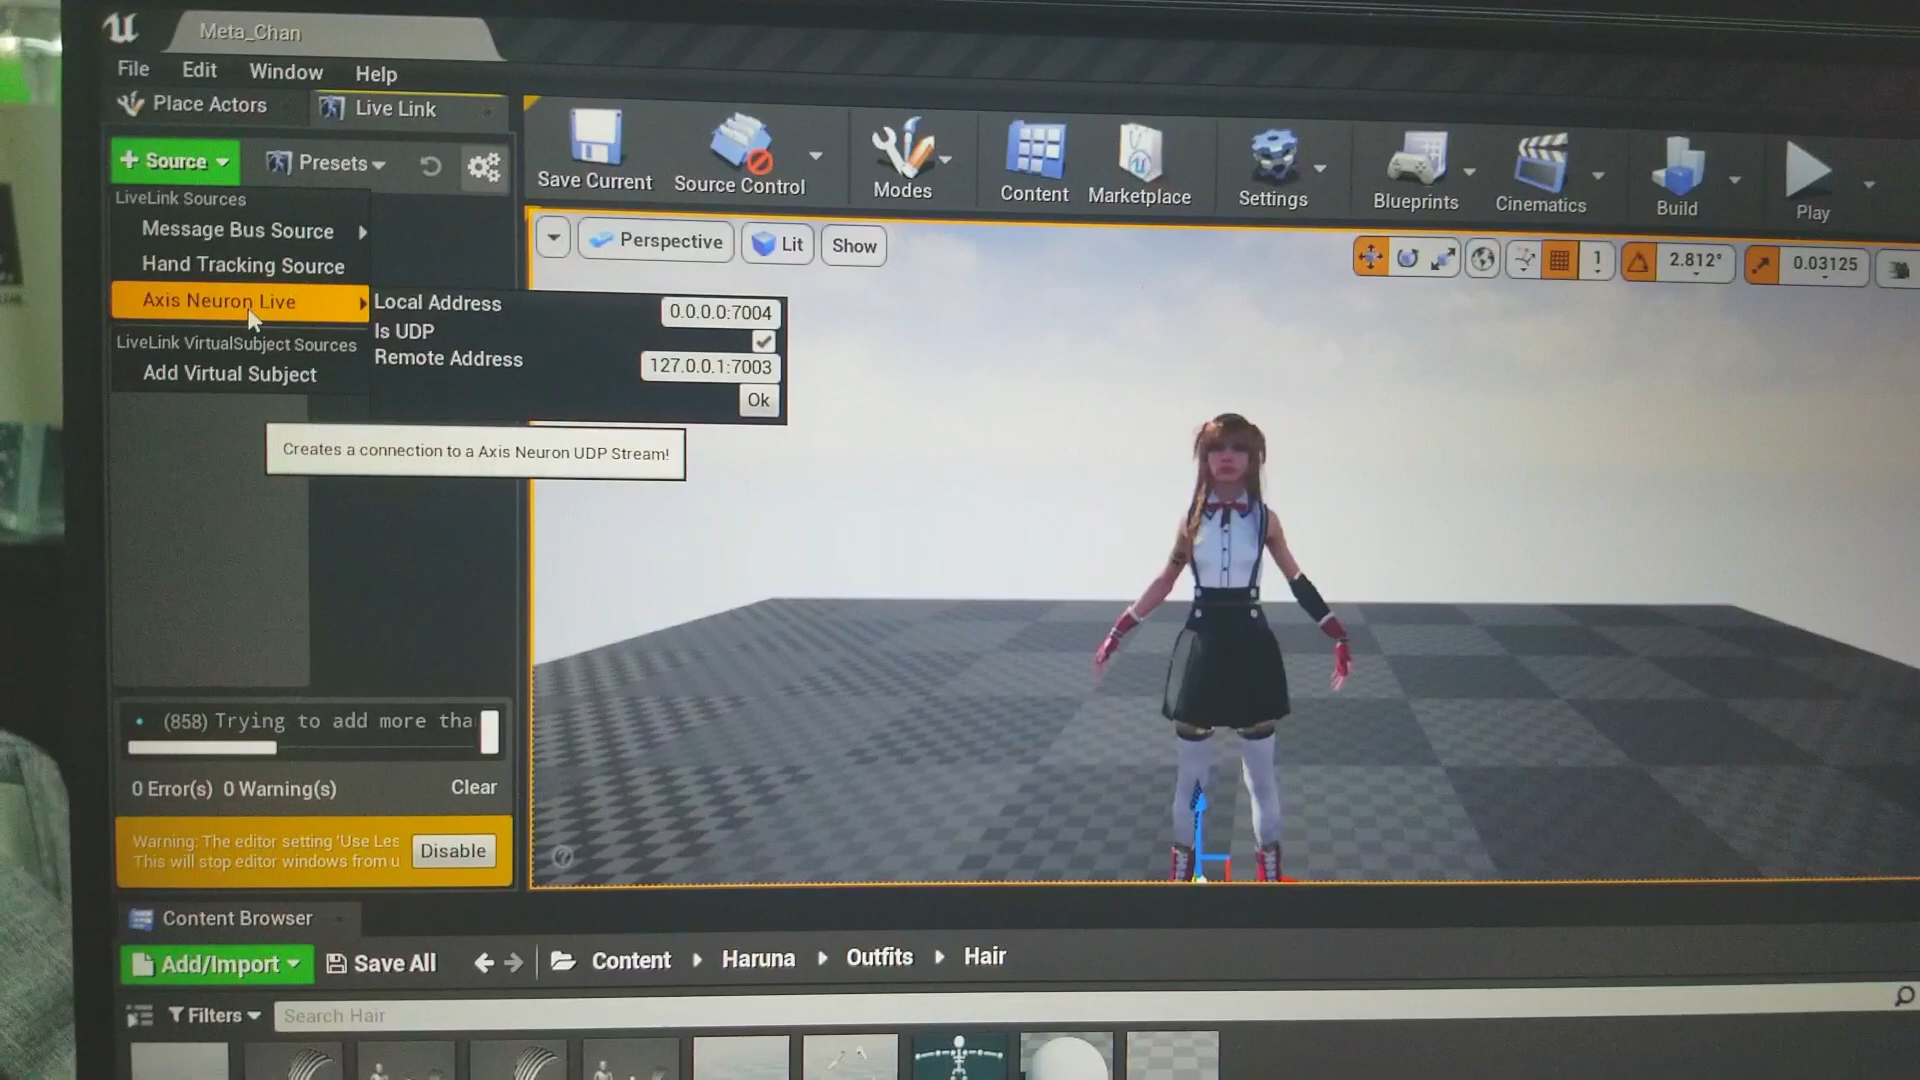 Meta_Chan
File Edit Window Help
Place Actors Live Link
Source Presets
Save Current Source Control Modes Content Marketplace Settings Blueprints Cinematics Build Play
LiveLink Sources
Message Bus Source
Hand Tracking Source
Axis Neuron Live
LiveLink VirtualSubject Sources
Add Virtual Subject
Local Address 0.0.0.0:7004
Is UDP
Remote Address 127.0.0.1:7003
Ok
Creates a connection to a Axis Neuron UDP Stream!
Perspective Lit Show
1 2.812° 0.03125
(858) Trying to add more tha
0 Error(s) 0 Warning(s) Clear
Warning: The editor setting 'Use Les
This will stop editor windows from u
Disable
Content Browser
Add/Import Save All Content Haruna Outfits Hair
Filters Search Hair